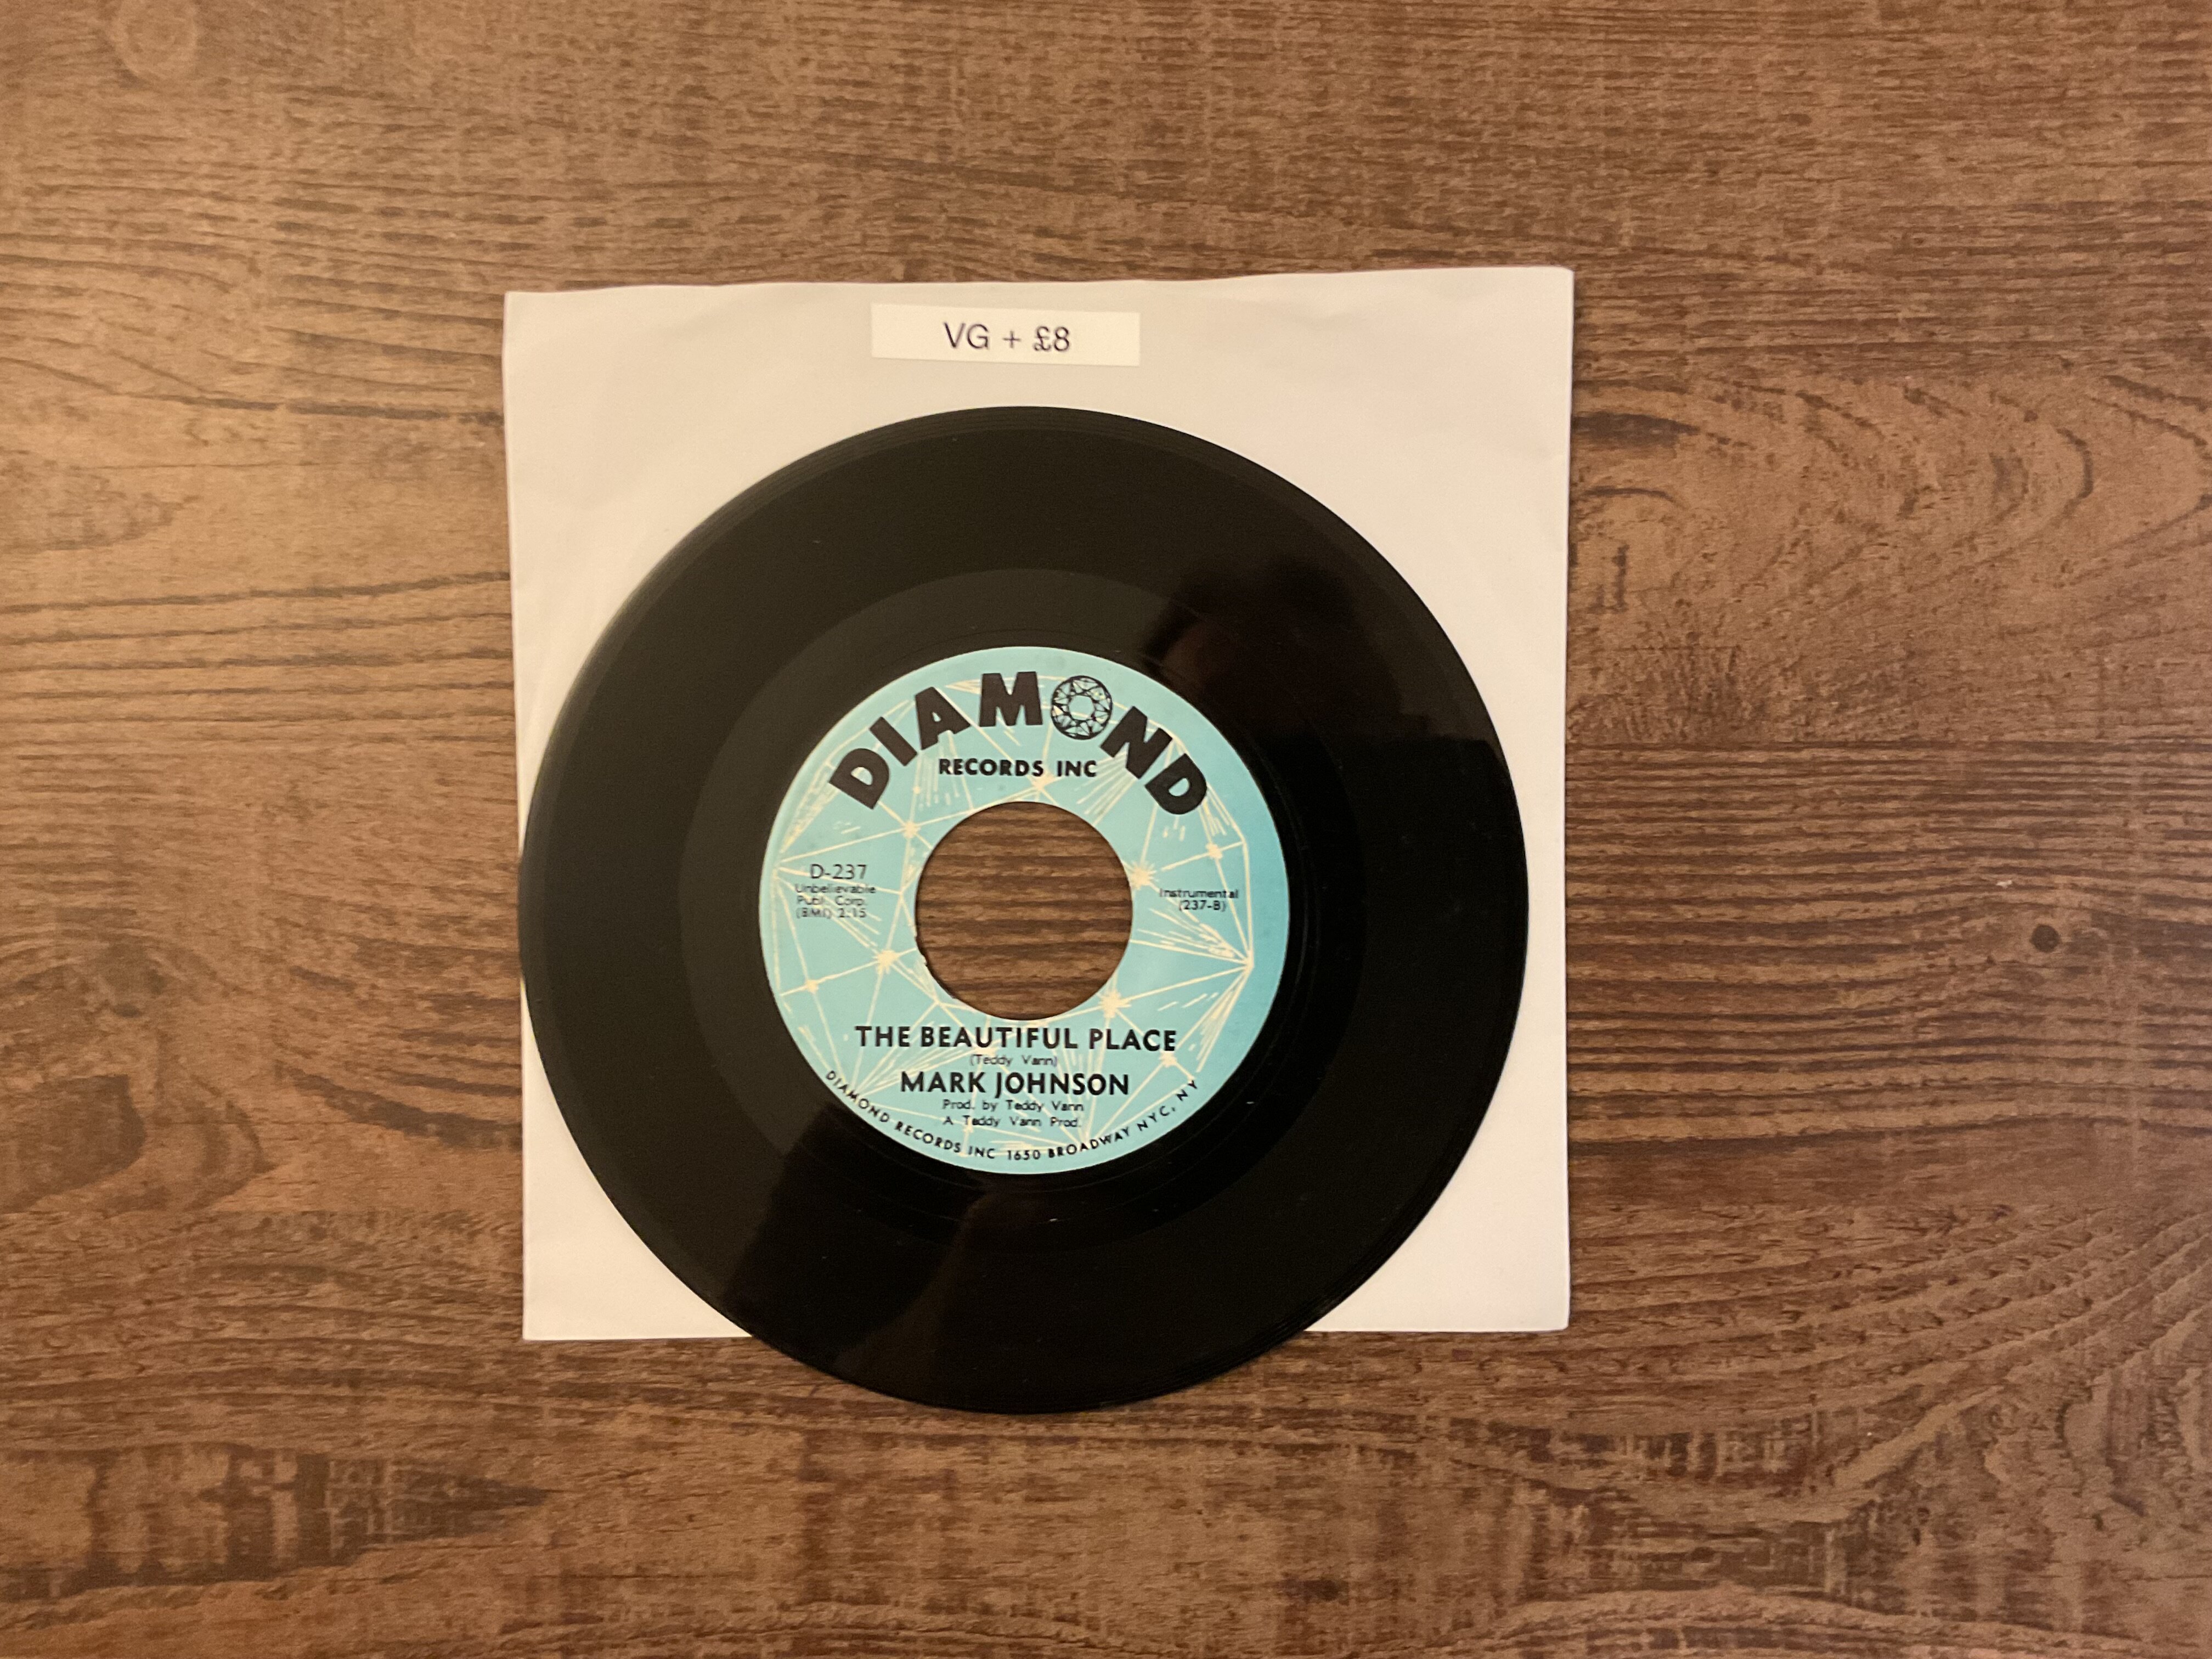 VG + £8
DIAMOND
RECORDS INC
D-237
Unbelievable
Publ. Corp.
(BMI) 2:15
Instrumental
(237-B)
THE BEAUTIFUL PLACE
(Teddy Vann)
MARK JOHNSON
Prod. by Teddy Vann
A Teddy Vann Prod.
DIAMOND RECORDS INC 1650 BROADWAY NYC, NY